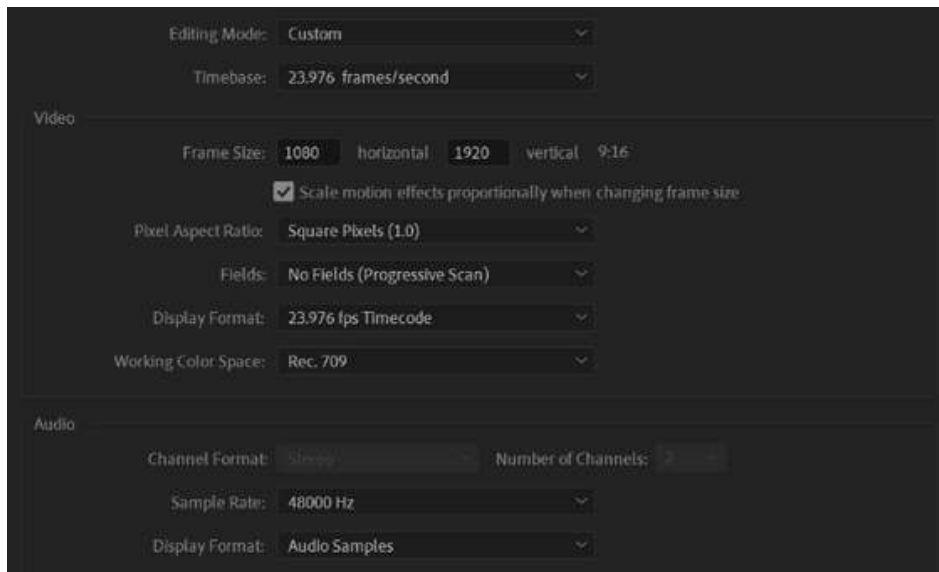 Editing Mode: Custom
Timebase: 23.976 frames/second
Video
Frame Size: 1080 horizontal 1920 vertical 9:16
Scale motion effects proportionally when changing frame size
Pixel Aspect Ratio: Square Pixels (1.0)
Fields: No Fields (Progressive Scan)
Display Format: 23.976 fps Timecode
Working Color Space: Rec. 709
Audio
Channel Format: Stereo Number of Channels: 2
Sample Rate: 48000 Hz
Display Format: Audio Samples